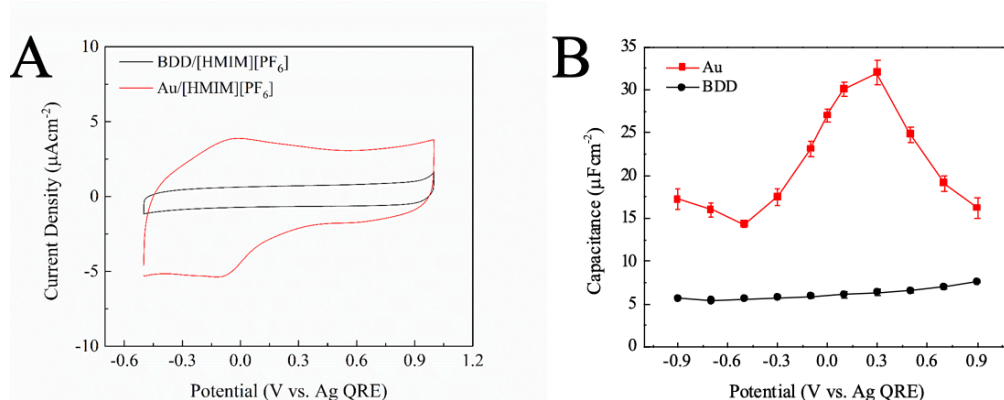 A
10
5
0
-5
-10
Current Density (μAcm⁻²)
BDD/[HMIM][PF₆]
Au/[HMIM][PF₆]
-0.6 -0.3 0.0 0.3 0.6 0.9 1.2
Potential (V vs. Ag QRE)
B
35
30
25
20
15
10
5
0
Capacitance (μFcm⁻²)
Au
BDD
-0.9 -0.6 -0.3 0.0 0.3 0.6 0.9
Potential (V vs. Ag QRE)